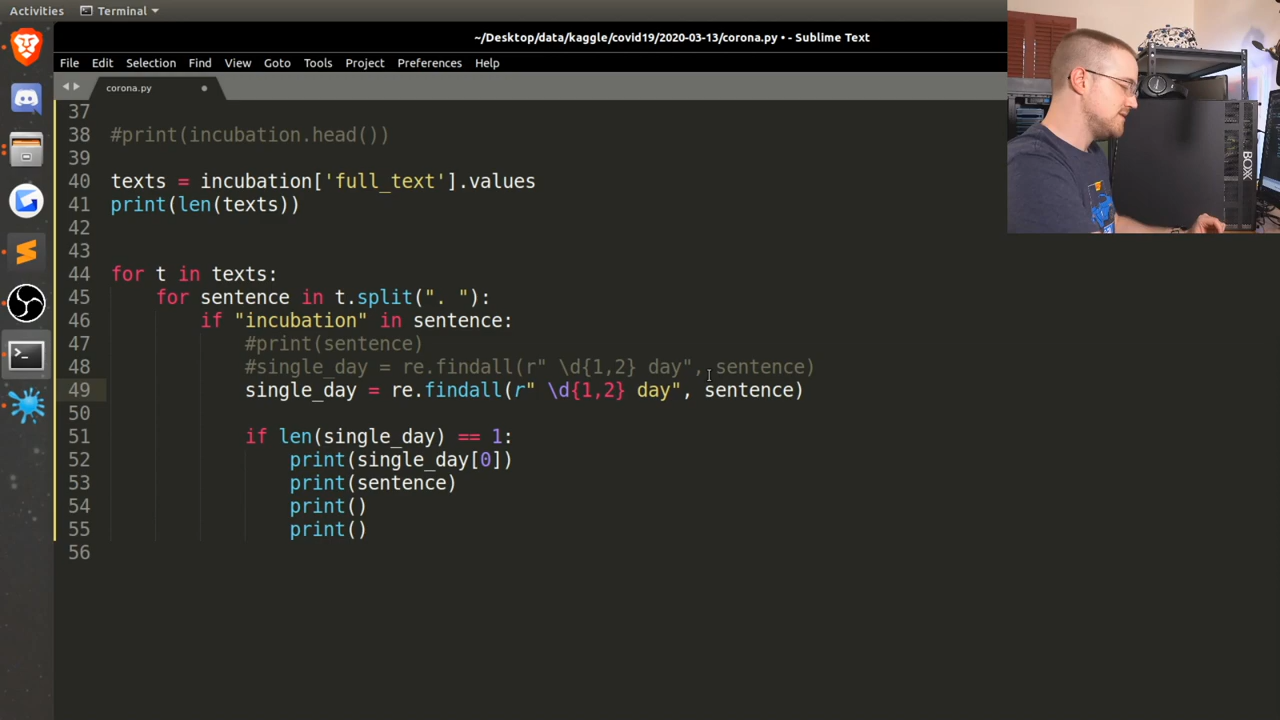 Activities
Terminal
~/Desktop/data/kaggle/covid19/2020-03-13/corona.py • - Sublime Text
File Edit Selection Find View Goto Tools Project Preferences Help
corona.py
37
38 #print(incubation.head())
39
40 texts = incubation['full_text'].values
41 print(len(texts))
42
43
44 for t in texts:
45 for sentence in t.split(". "):
46 if "incubation" in sentence:
47 #print(sentence)
48 #single_day = re.findall(r" \d{1,2} day", sentence)
49 single_day = re.findall(r" \d{1,2} day", sentence)
50
51 if len(single_day) == 1:
52 print(single_day[0])
53 print(sentence)
54 print()
55 print()
56
BOXX